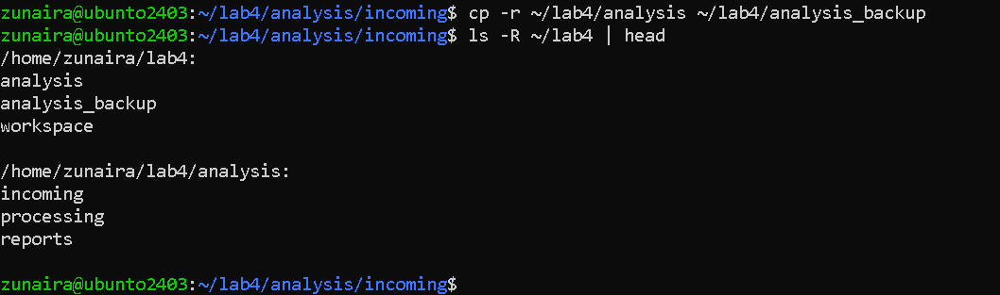 zunaira@ubunto2403:~/lab4/analysis/incoming$ cp -r ~/lab4/analysis ~/lab4/analysis_backup
zunaira@ubunto2403:~/lab4/analysis/incoming$ ls -R ~/lab4 | head
/home/zunaira/lab4:
analysis
analysis_backup
workspace

/home/zunaira/lab4/analysis:
incoming
processing
reports

zunaira@ubunto2403:~/lab4/analysis/incoming$